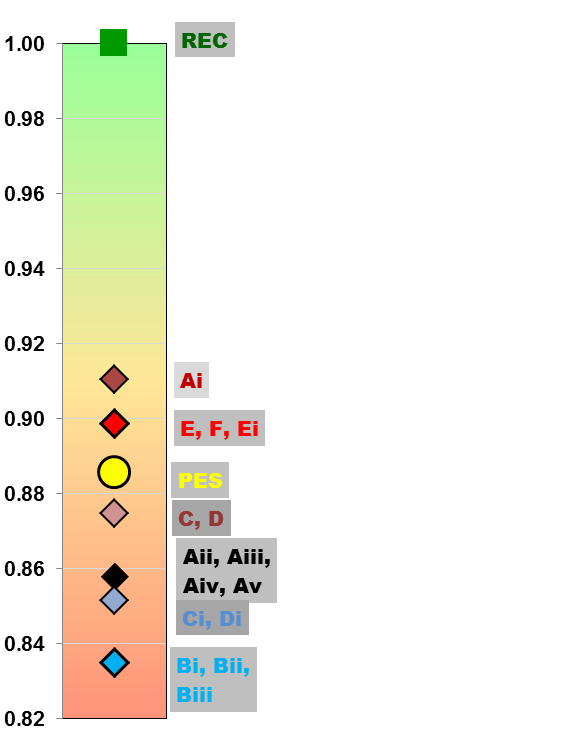 1.00
REC
0.98
0.96
0.94
0.92
Ai
0.90
E, F, Ei
PES
0.88
C, D
Aii, Aiii,
0.86
Aiv, Av
Ci, Di
0.84
Bi, Bii,
Biii
0.82